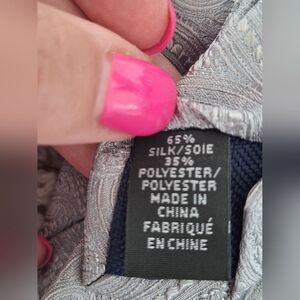 65%
SILK/SOIE
35%
POLYESTER/
POLYESTER
MADE IN
CHINA
FABRIQUÉ
EN CHINE